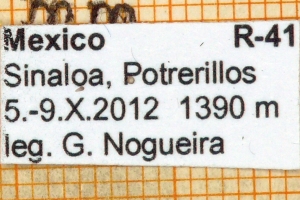 Mexico R-41
Sinaloa, Potrerillos
5.-9.X.2012 1390 m
leg. G. Nogueira